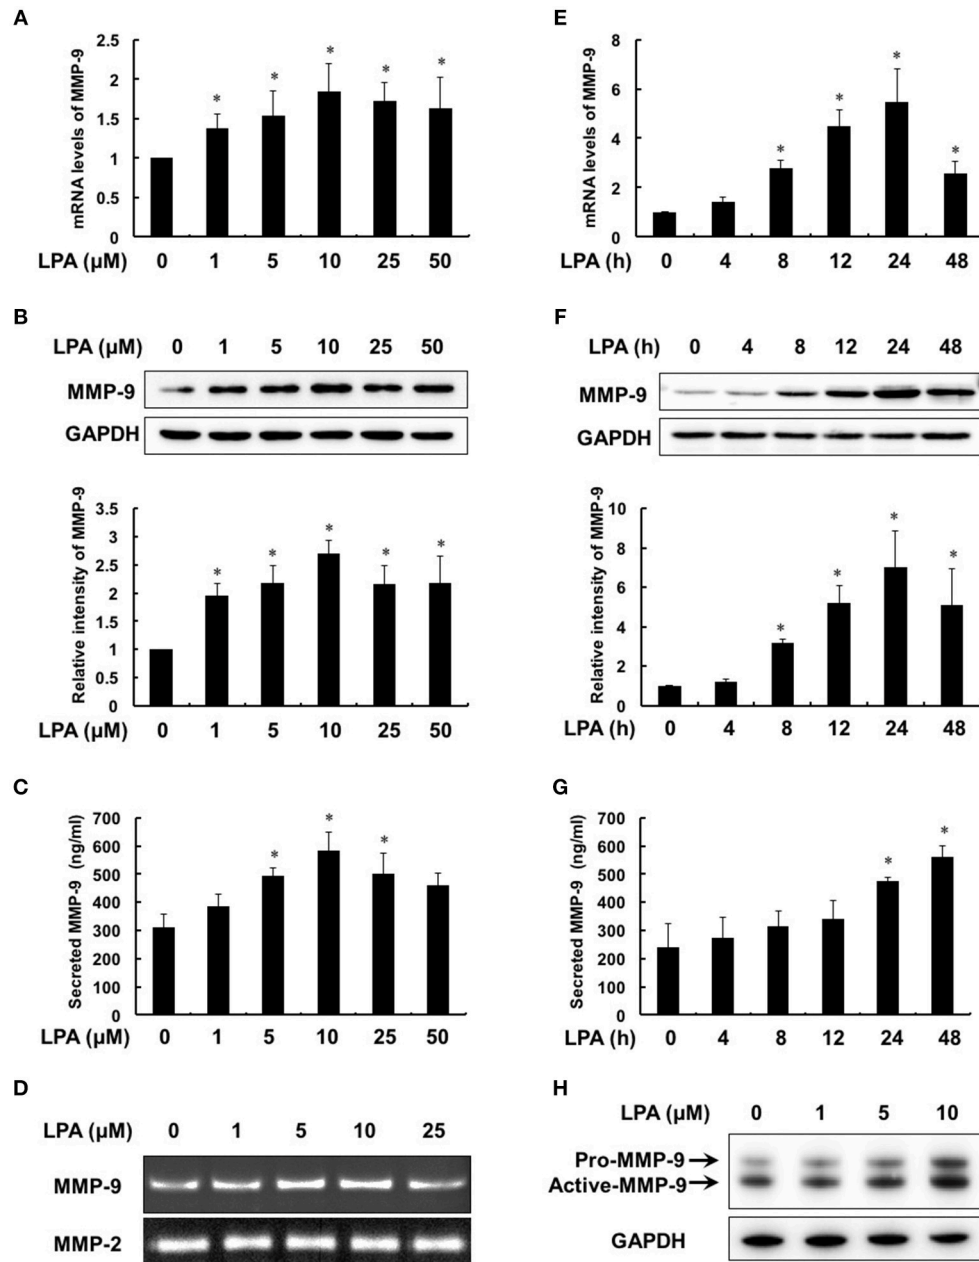 A
mRNA levels of MMP-9
2.5
2
1.5
1
0.5
0
* * * * *
LPA (μM) 0 1 5 10 25 50
B
LPA (μM) 0 1 5 10 25 50
MMP-9
GAPDH
Relative intensity of MMP-9
3.5
3
2.5
2
1.5
1
0.5
0
* * * * *
LPA (μM) 0 1 5 10 25 50
C
Secreted MMP-9 (ng/ml)
700
600
500
400
300
200
100
0
* * *
LPA (μM) 0 1 5 10 25 50
D
LPA (μM) 0 1 5 10 25
MMP-9
MMP-2
E
mRNA levels of MMP-9
8
6
4
2
0
* * * *
LPA (h) 0 4 8 12 24 48
F
LPA (h) 0 4 8 12 24 48
MMP-9
GAPDH
Relative intensity of MMP-9
10
8
6
4
2
0
* * * *
LPA (h) 0 4 8 12 24 48
G
Secreted MMP-9 (ng/ml)
700
600
500
400
300
200
100
0
* *
LPA (h) 0 4 8 12 24 48
H
LPA (μM) 0 1 5 10
Pro-MMP-9
Active-MMP-9
GAPDH